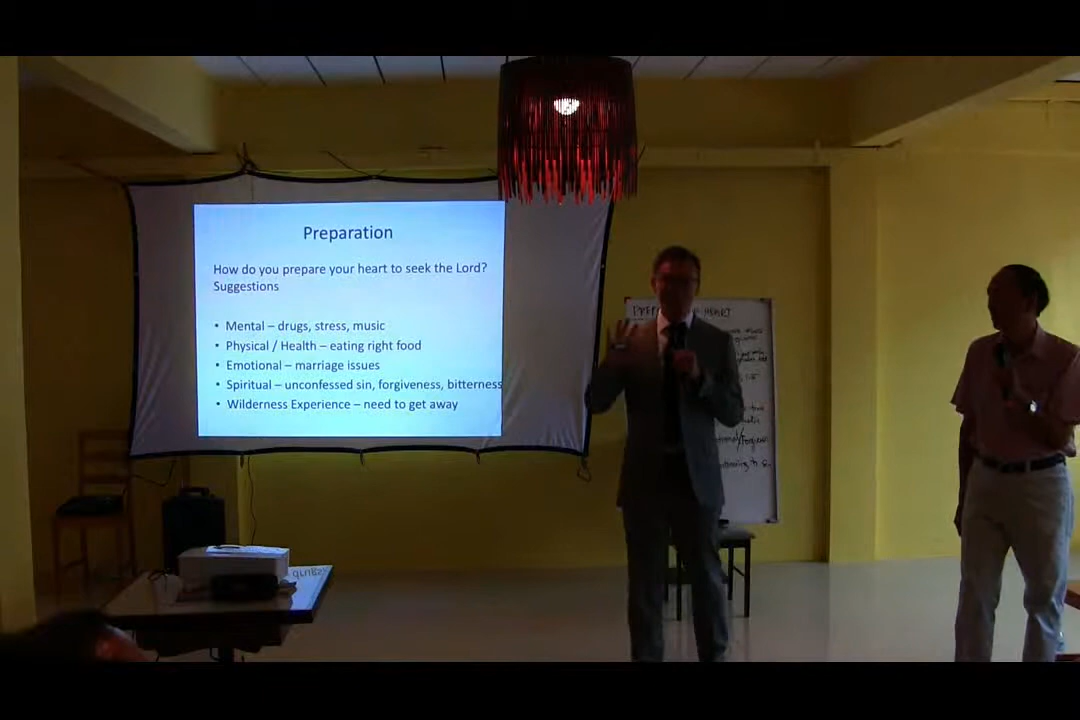 Preparation
How do you prepare your heart to seek the Lord?
Suggestions
• Mental – drugs, stress, music
• Physical / Health – eating right food
• Emotional – marriage issues
• Spiritual – unconfessed sin, forgiveness, bitterness
• Wilderness Experience – need to get away
HEART